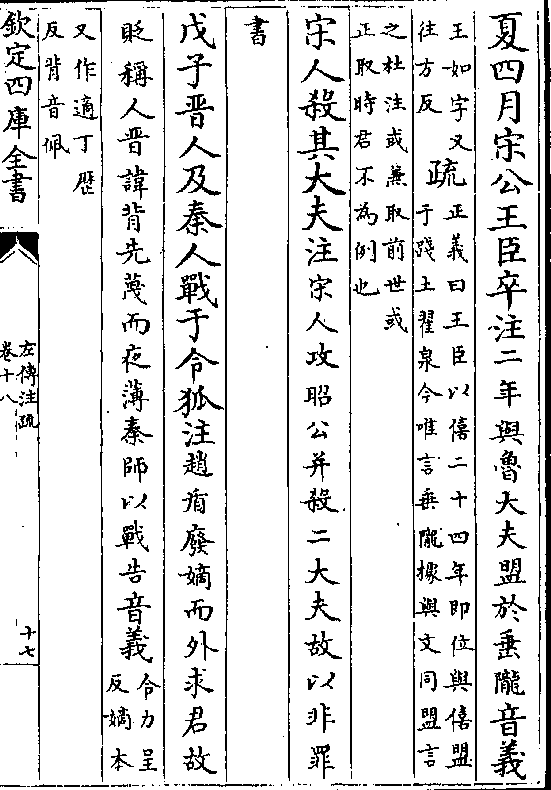 夏四月宋公王臣卒注二年與魯大夫盟於垂隴音義
王如字又
往方反
疏
正義曰王臣以僖二十四年即位與僖盟
于踐土翟泉今唯言垂隴據與文同盟言
之杜注或兼取前世或
正取時君不為例也
宋人殺其大夫注宋人攻昭公并殺二大夫故以非罪
書
戊子晉人及秦人戰于令狐注趙盾廢嫡而外求君故
貶稱人晉諱背先蔑而夜薄秦師以戰告音義
令力呈
反嫡本
又作適丁歴
反背音佩
欽定四庫全書
左傳注疏
卷十八
十七